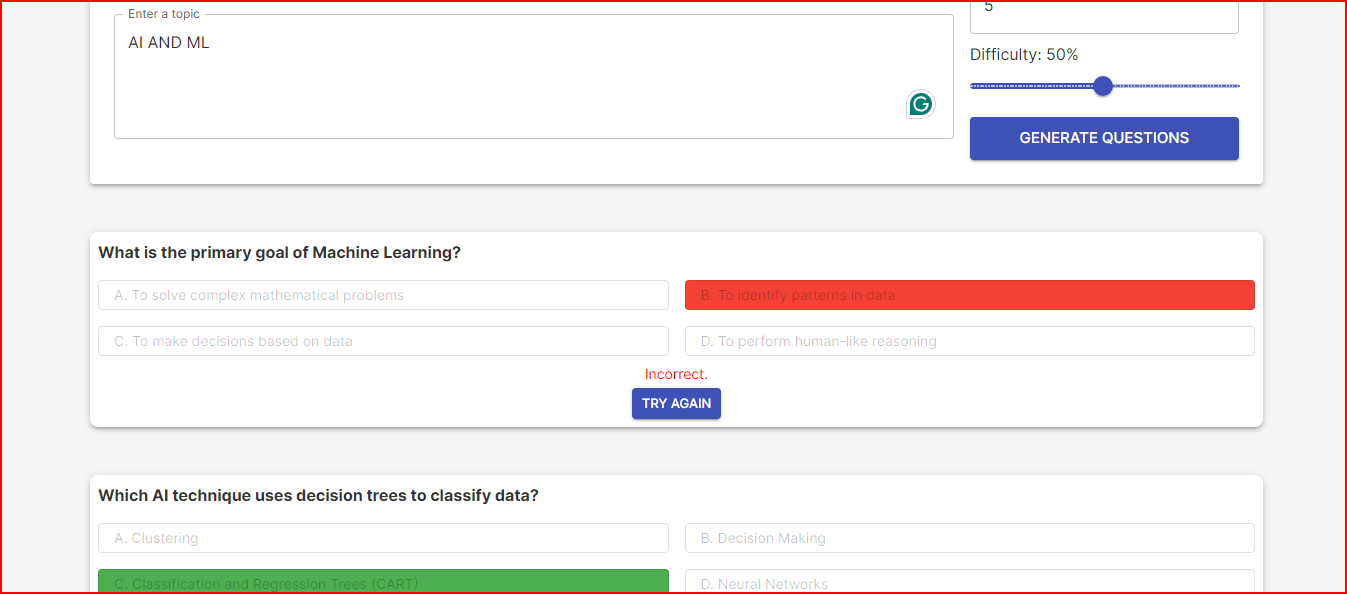 Enter a topic
5
AI AND ML
Difficulty: 50%
GENERATE QUESTIONS
What is the primary goal of Machine Learning?
A. To solve complex mathematical problems
B. To identify patterns in data
C. To make decisions based on data
D. To perform human-like reasoning
Incorrect.
TRY AGAIN
Which AI technique uses decision trees to classify data?
A. Clustering
B. Decision Making
C. Classification and Regression Trees (CART)
D. Neural Networks